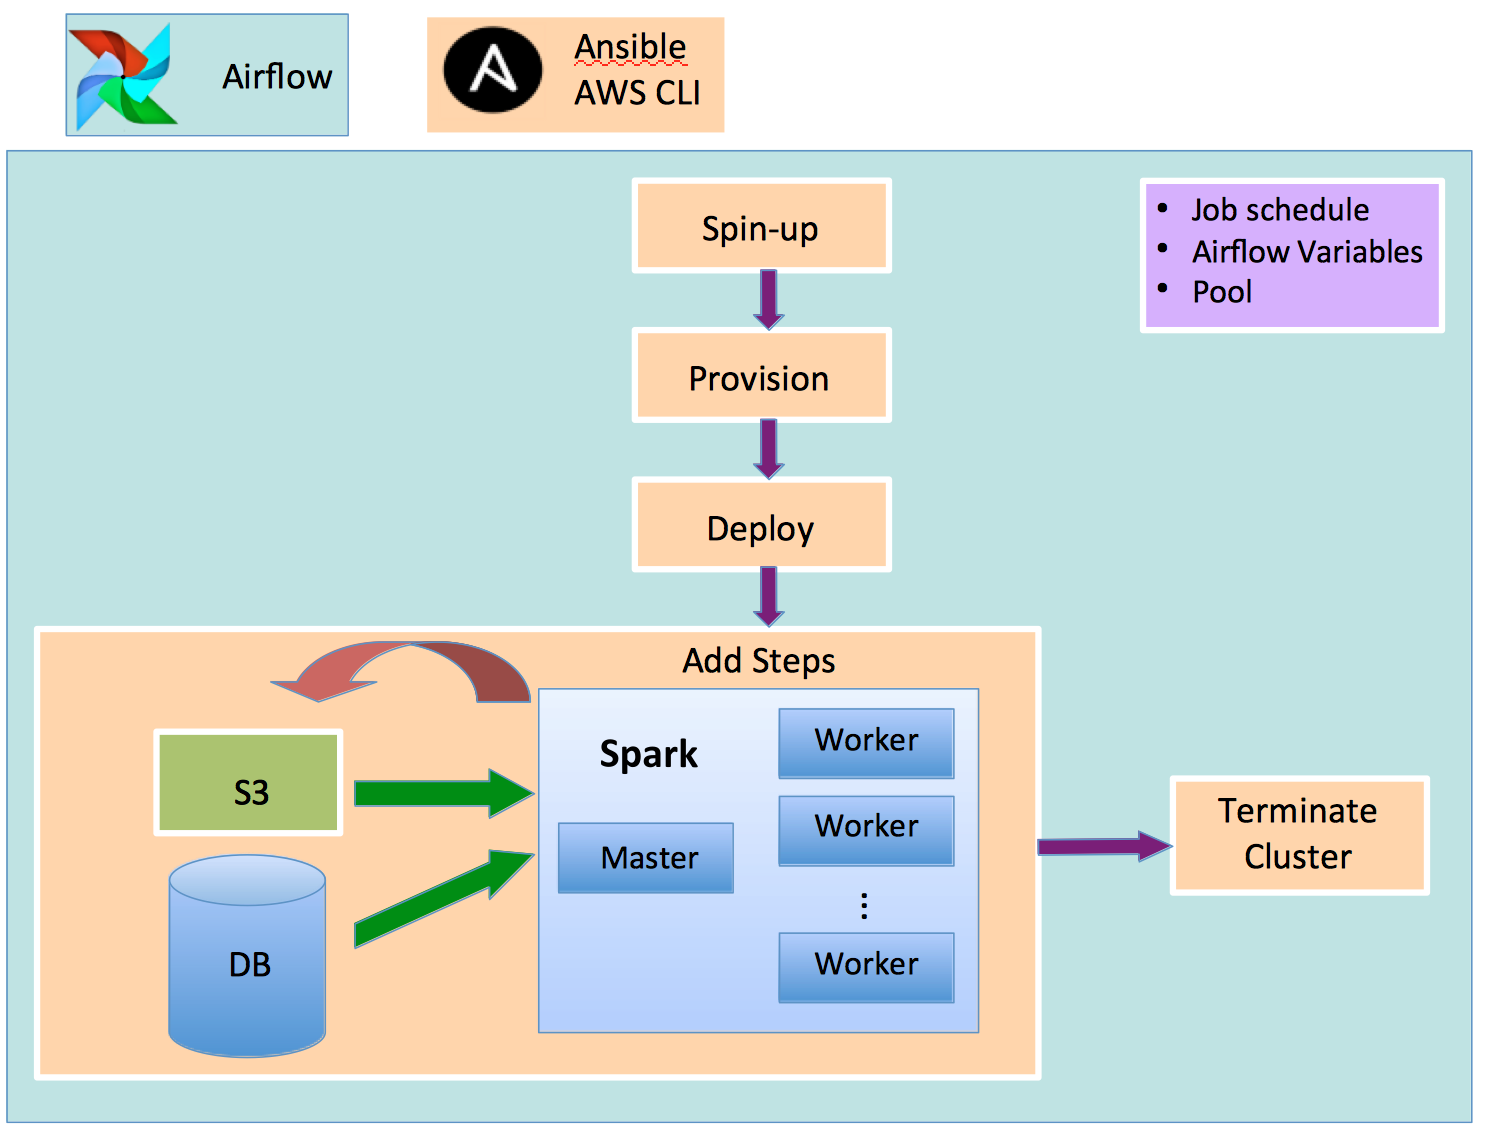 Airflow
Ansible
AWS CLI
Spin-up
• Job schedule
• Airflow Variables
• Pool
Provision
Deploy
Add Steps
S3
DB
Spark
Master
Worker
Worker
⋮
Worker
Terminate
Cluster